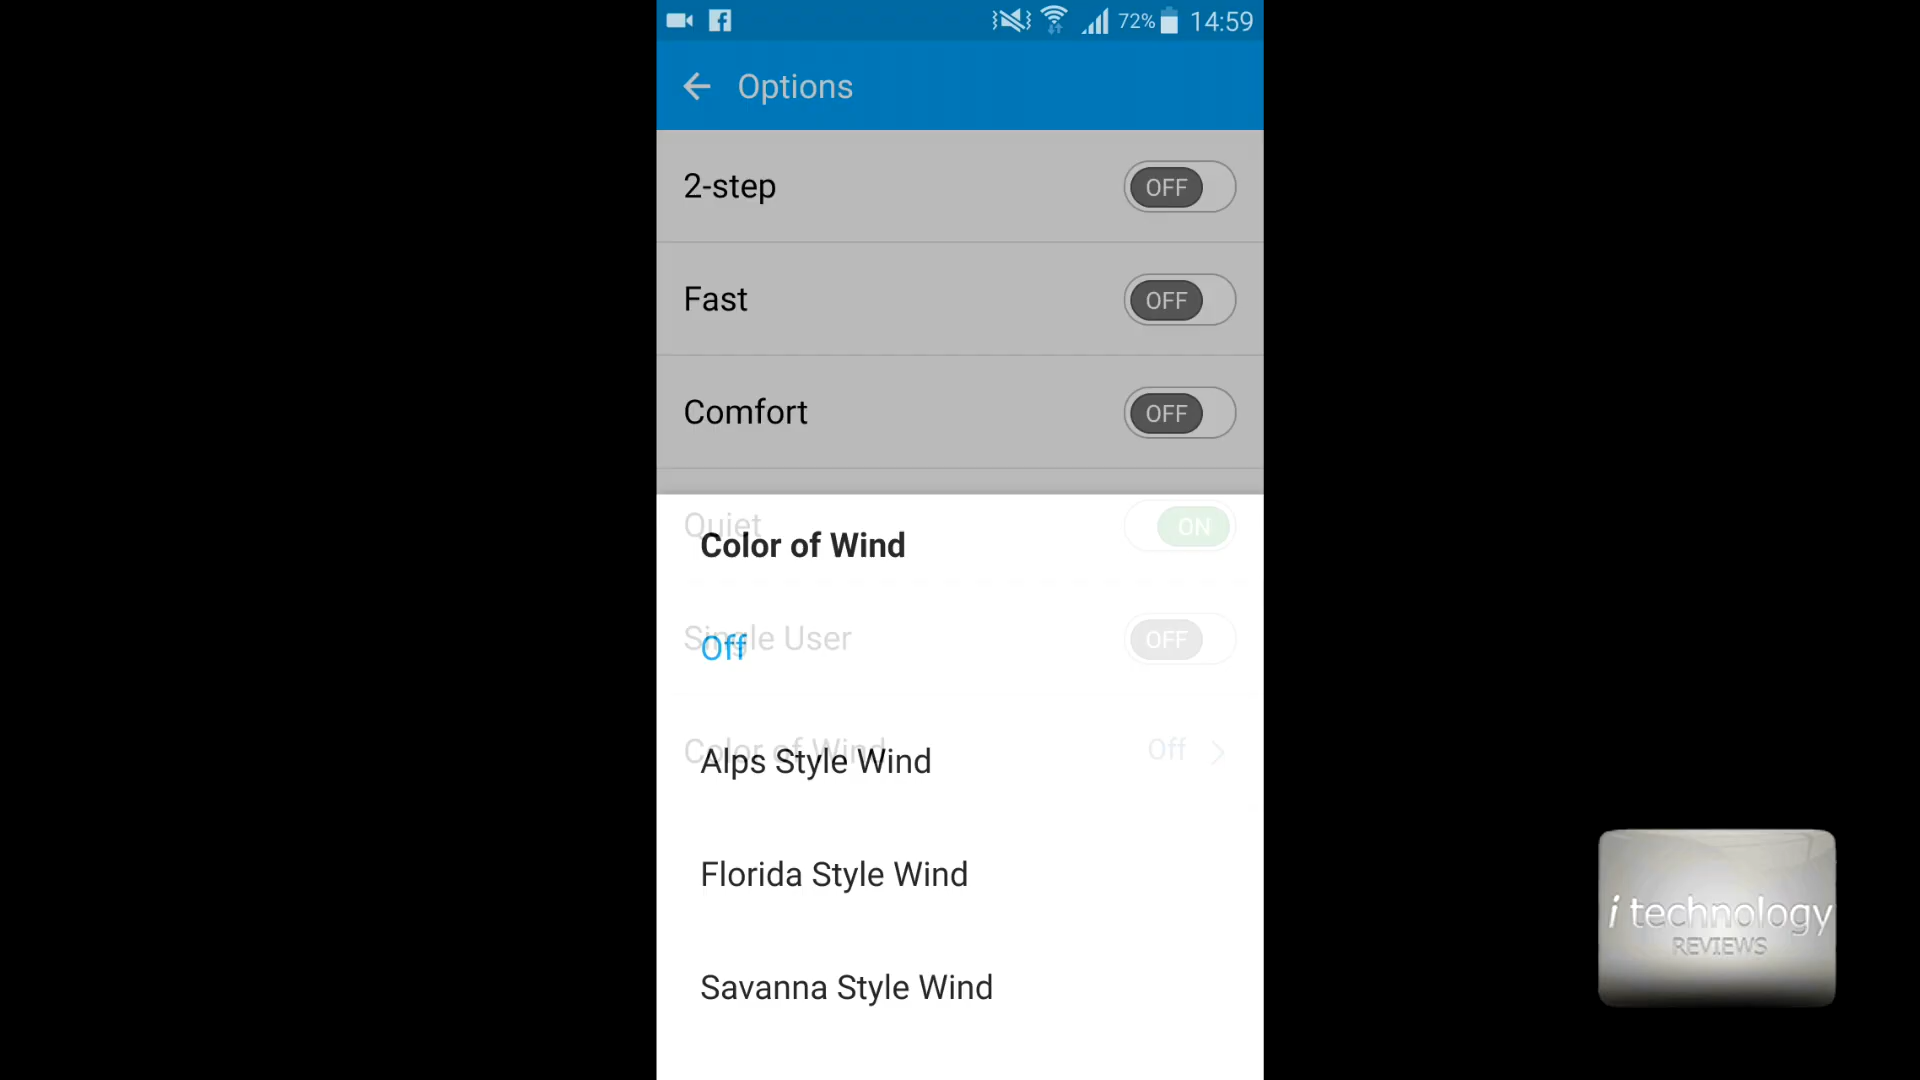 72% 14:59
Options
2-step OFF
Fast OFF
Comfort OFF
Quiet ON
Color of Wind
Single User OFF
Off
Color of Wind Off
Alps Style Wind
Florida Style Wind
Savanna Style Wind
i technology
REVIEWS